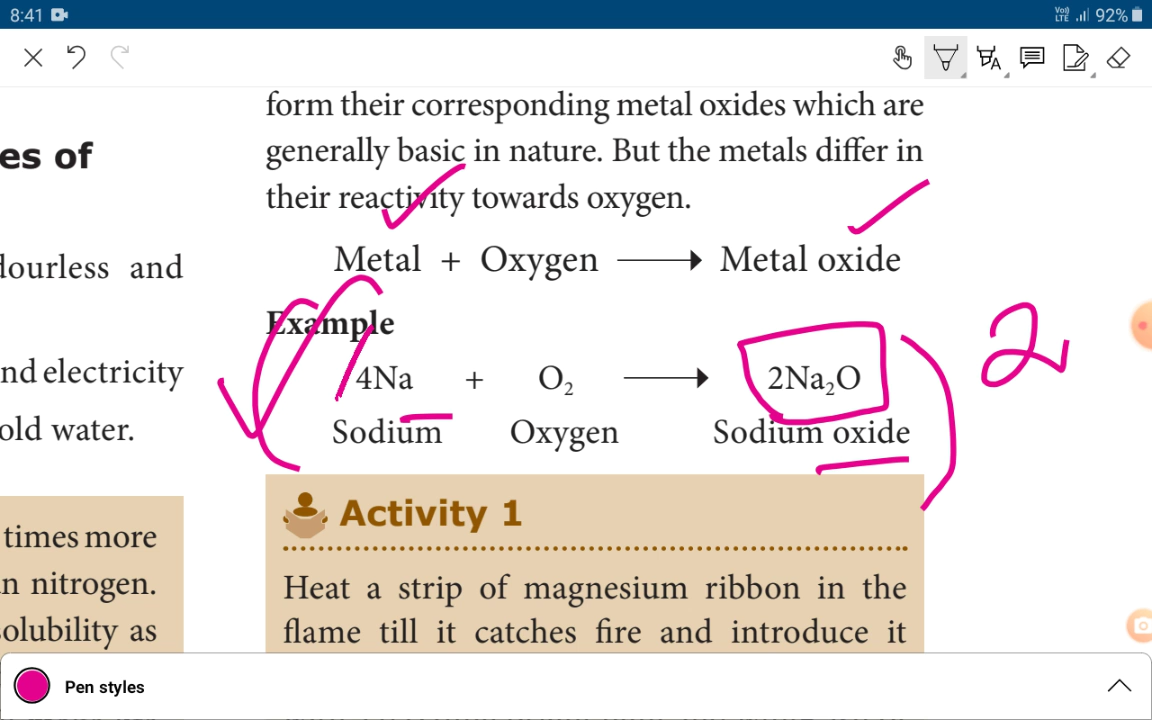 8:41
VoD LTE 92%
form their corresponding metal oxides which are
es of
generally basic in nature. But the metals differ in
their reactivity towards oxygen.
Metal + Oxygen ⟶ Metal oxide
dourless and
Example
nd electricity
4Na + O₂ ⟶ 2Na₂O
2
old water.
Sodium Oxygen Sodium oxide
Activity 1
times more
n nitrogen.
Heat a strip of magnesium ribbon in the
solubility as
flame till it catches fire and introduce it
Pen styles